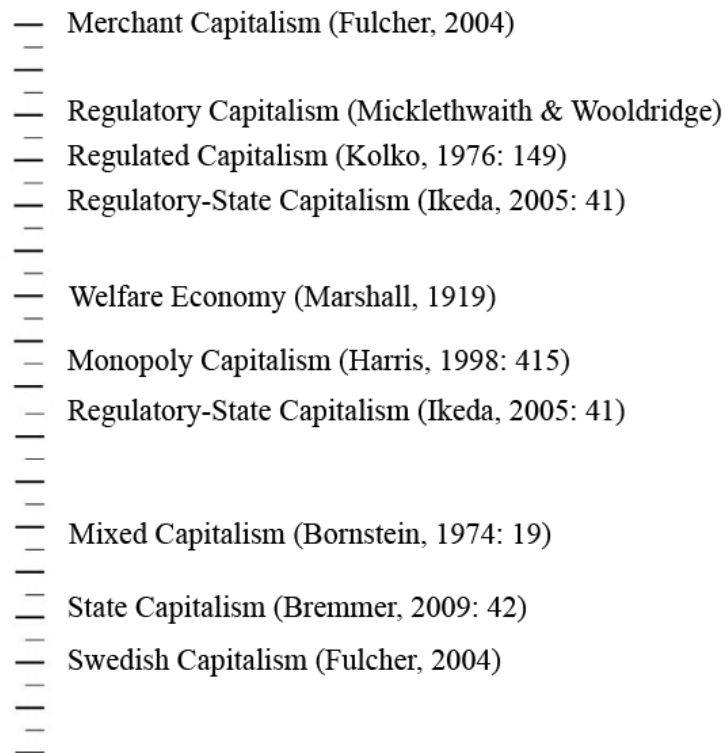 Merchant Capitalism (Fulcher, 2004)
Regulatory Capitalism (Micklethwaith & Wooldridge)
Regulated Capitalism (Kolko, 1976: 149)
Regulatory-State Capitalism (Ikeda, 2005: 41)
Welfare Economy (Marshall, 1919)
Monopoly Capitalism (Harris, 1998: 415)
Regulatory-State Capitalism (Ikeda, 2005: 41)
Mixed Capitalism (Bornstein, 1974: 19)
State Capitalism (Bremmer, 2009: 42)
Swedish Capitalism (Fulcher, 2004)